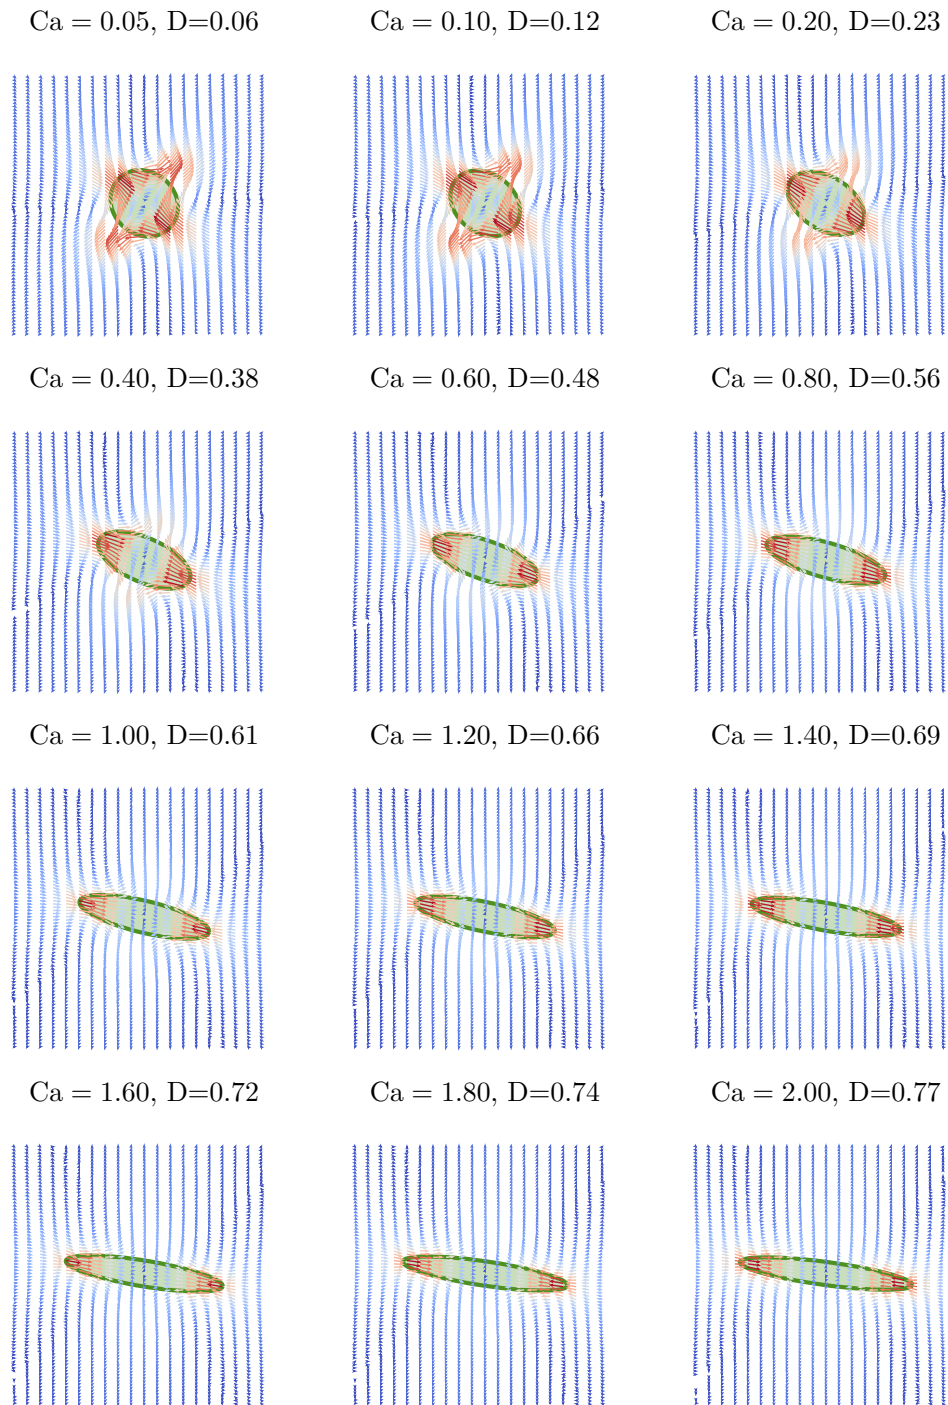 Ca = 0.05, D=0.06
Ca = 0.10, D=0.12
Ca = 0.20, D=0.23
Ca = 0.40, D=0.38
Ca = 0.60, D=0.48
Ca = 0.80, D=0.56
Ca = 1.00, D=0.61
Ca = 1.20, D=0.66
Ca = 1.40, D=0.69
Ca = 1.60, D=0.72
Ca = 1.80, D=0.74
Ca = 2.00, D=0.77